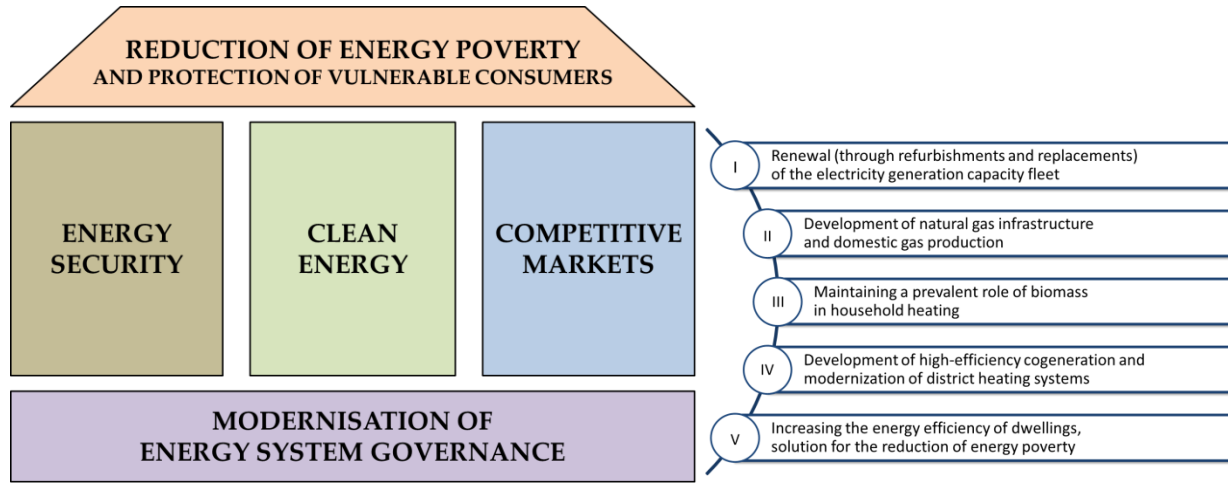 REDUCTION OF ENERGY POVERTY
AND PROTECTION OF VULNERABLE CONSUMERS
ENERGY
SECURITY
CLEAN
ENERGY
COMPETITIVE
MARKETS
MODERNISATION OF
ENERGY SYSTEM GOVERNANCE
I
Renewal (through refurbishments and replacements)
of the electricity generation capacity fleet
II
Development of natural gas infrastructure
and domestic gas production
III
Maintaining a prevalent role of biomass
in household heating
IV
Development of high-efficiency cogeneration and
modernization of district heating systems
V
Increasing the energy efficiency of dwellings,
solution for the reduction of energy poverty